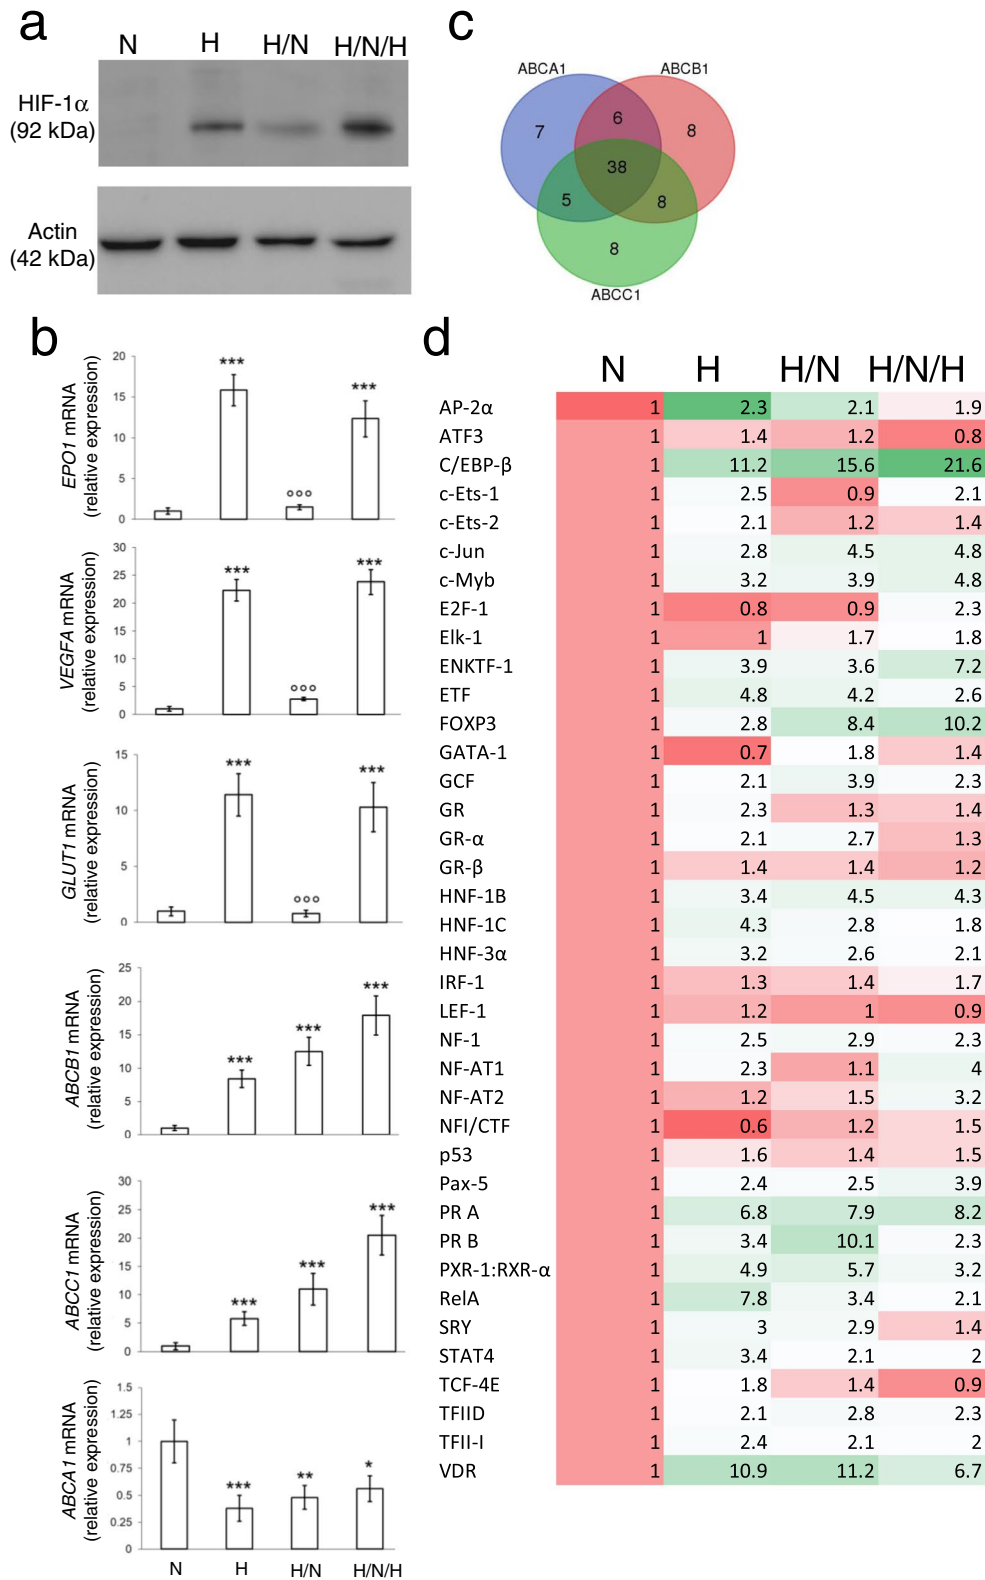 a
N H H/N H/N/H
HIF-1α
(92 kDa)
Actin
(42 kDa)
b
EPO1 mRNA
(relative expression)
20
15
10
5
0
***
°°°
***
VEGFA mRNA
(relative expression)
30
25
20
15
10
5
0
***
°°°
***
GLUT1 mRNA
(relative expression)
15
10
5
0
***
°°°
***
ABCB1 mRNA
(relative expression)
25
20
15
10
5
0
***
***
***
ABCC1 mRNA
(relative expression)
30
25
20
15
10
5
0
***
***
***
ABCA1 mRNA
(relative expression)
1.5
1.25
1
0.75
0.5
0.25
0
***
**
*
N H H/N H/N/H
c
ABCA1 ABCB1
7 6 8
38
5 8
8
ABCC1
d
N H H/N H/N/H
AP-2α 1 2.3 2.1 1.9
ATF3 1 1.4 1.2 0.8
C/EBP-β 1 11.2 15.6 21.6
c-Ets-1 1 2.5 0.9 2.1
c-Ets-2 1 2.1 1.2 1.4
c-Jun 1 2.8 4.5 4.8
c-Myb 1 3.2 3.9 4.8
E2F-1 1 0.8 0.9 2.3
Elk-1 1 1 1.7 1.8
ENKTF-1 1 3.9 3.6 7.2
ETF 1 4.8 4.2 2.6
FOXP3 1 2.8 8.4 10.2
GATA-1 1 0.7 1.8 1.4
GCF 1 2.1 3.9 2.3
GR 1 2.3 1.3 1.4
GR-α 1 2.1 2.7 1.3
GR-β 1 1.4 1.4 1.2
HNF-1B 1 3.4 4.5 4.3
HNF-1C 1 4.3 2.8 1.8
HNF-3α 1 3.2 2.6 2.1
IRF-1 1 1.3 1.4 1.7
LEF-1 1 1.2 1 0.9
NF-1 1 2.5 2.9 2.3
NF-AT1 1 2.3 1.1 4
NF-AT2 1 1.2 1.5 3.2
NFI/CTF 1 0.6 1.2 1.5
p53 1 1.6 1.4 1.5
Pax-5 1 2.4 2.5 3.9
PR A 1 6.8 7.9 8.2
PR B 1 3.4 10.1 2.3
PXR-1:RXR-α 1 4.9 5.7 3.2
RelA 1 7.8 3.4 2.1
SRY 1 3 2.9 1.4
STAT4 1 3.4 2.1 2
TCF-4E 1 1.8 1.4 0.9
TFIID 1 2.1 2.8 2.3
TFII-I 1 2.4 2.1 2
VDR 1 10.9 11.2 6.7